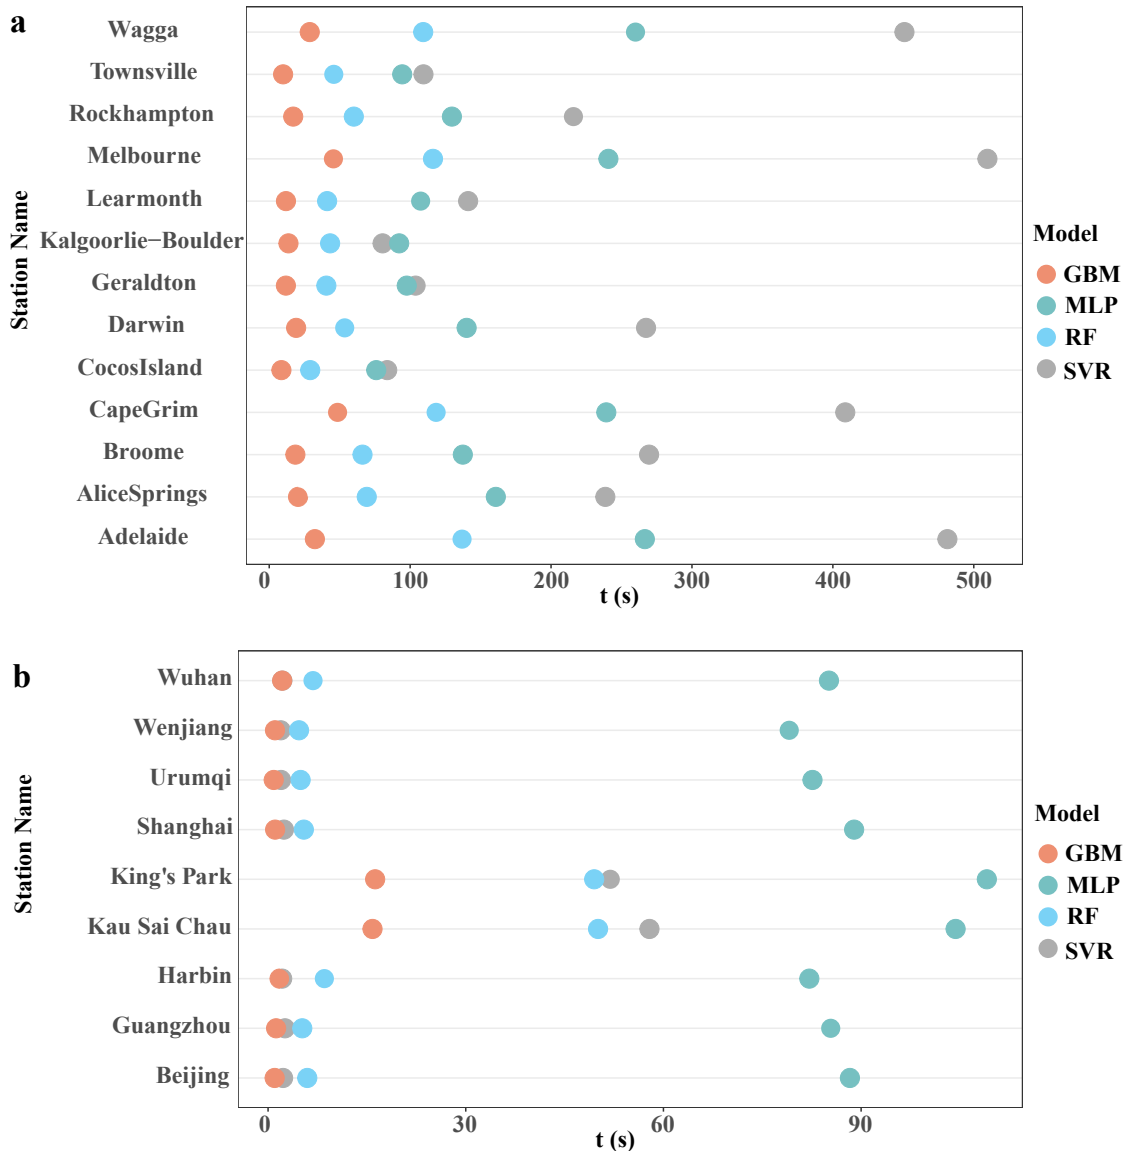 a
Station Name
Wagga
Townsville
Rockhampton
Melbourne
Learmonth
Kalgoorlie−Boulder
Geraldton
Darwin
CocosIsland
CapeGrim
Broome
AliceSprings
Adelaide
0 100 200 300 400 500
t (s)
Model
GBM
MLP
RF
SVR
b
Station Name
Wuhan
Wenjiang
Urumqi
Shanghai
King's Park
Kau Sai Chau
Harbin
Guangzhou
Beijing
0 30 60 90
t (s)
Model
GBM
MLP
RF
SVR